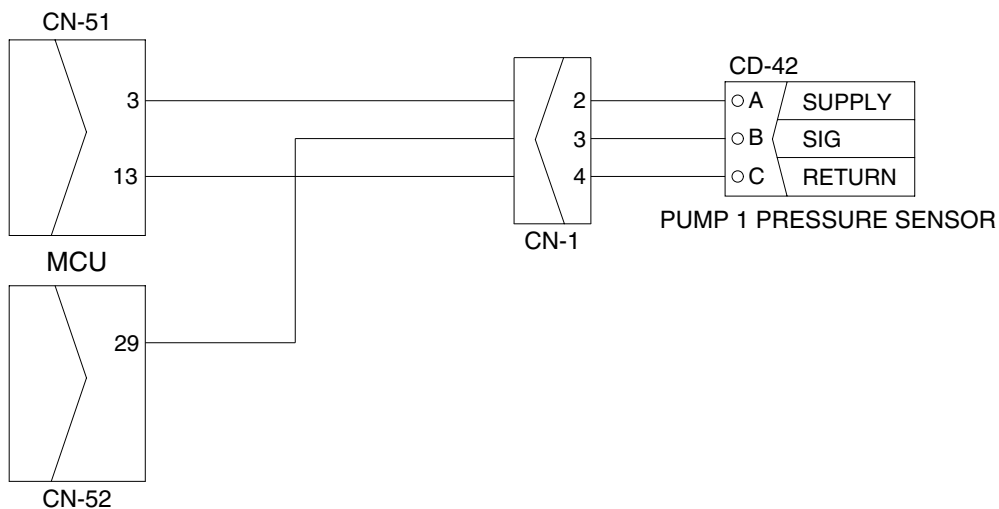 CN-51
3
13
MCU
29
CN-52
2
3
4
CN-1
CD-42
A SUPPLY
B SIG
C RETURN
PUMP 1 PRESSURE SENSOR